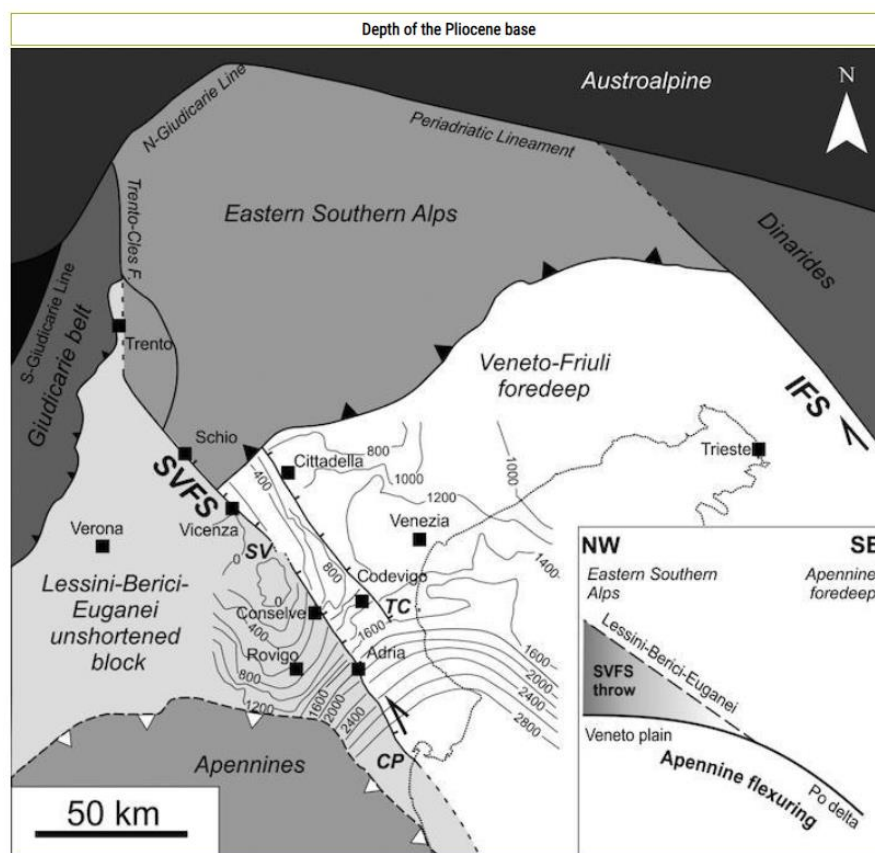 Depth of the Pliocene base
Austroalpine
N
N-Giudicarie Line
Periadriatic Lineament
Trento-Cles F.
Eastern Southern Alps
Dinarides
S-Giudicarie Line
Giudicarie belt
Trento
Veneto-Friuli
foredeep
IFS
Schio
Trieste
Cittadella
800
1000
1000
400
1200
SVFS
Vicenza
Venezia
Verona
0
SV
1400
NW
SE
Eastern Southern
Alps
Apennine
foredeep
Lessini-Berici-
Euganei
unshortened
block
800
Codevigo
TC
0
Conselve
400
1600
Rovigo
Adria
800
1200
1600
2000
2400
1600
2000
2400
2800
Lessini-Berici-Euganei
SVFS
throw
Veneto plain
Apennine flexuring
Po delta
CP
Apennines
50 km